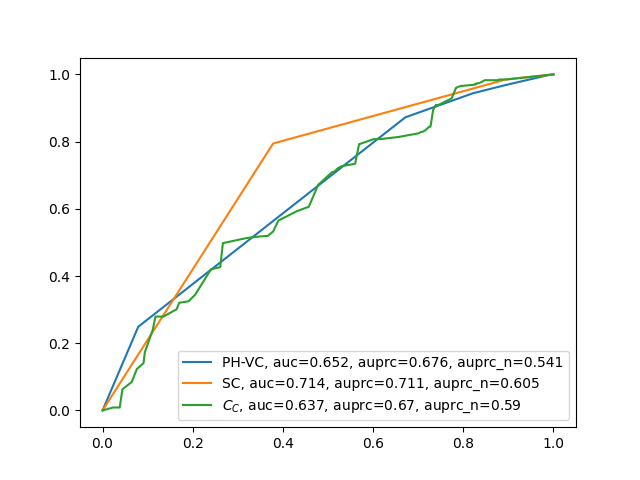 1.0
0.8
0.6
0.4
0.2
0.0
PH-VC, auc=0.652, auprc=0.676, auprc_n=0.541
SC, auc=0.714, auprc=0.711, auprc_n=0.605
C_C, auc=0.637, auprc=0.67, auprc_n=0.59
0.0 0.2 0.4 0.6 0.8 1.0